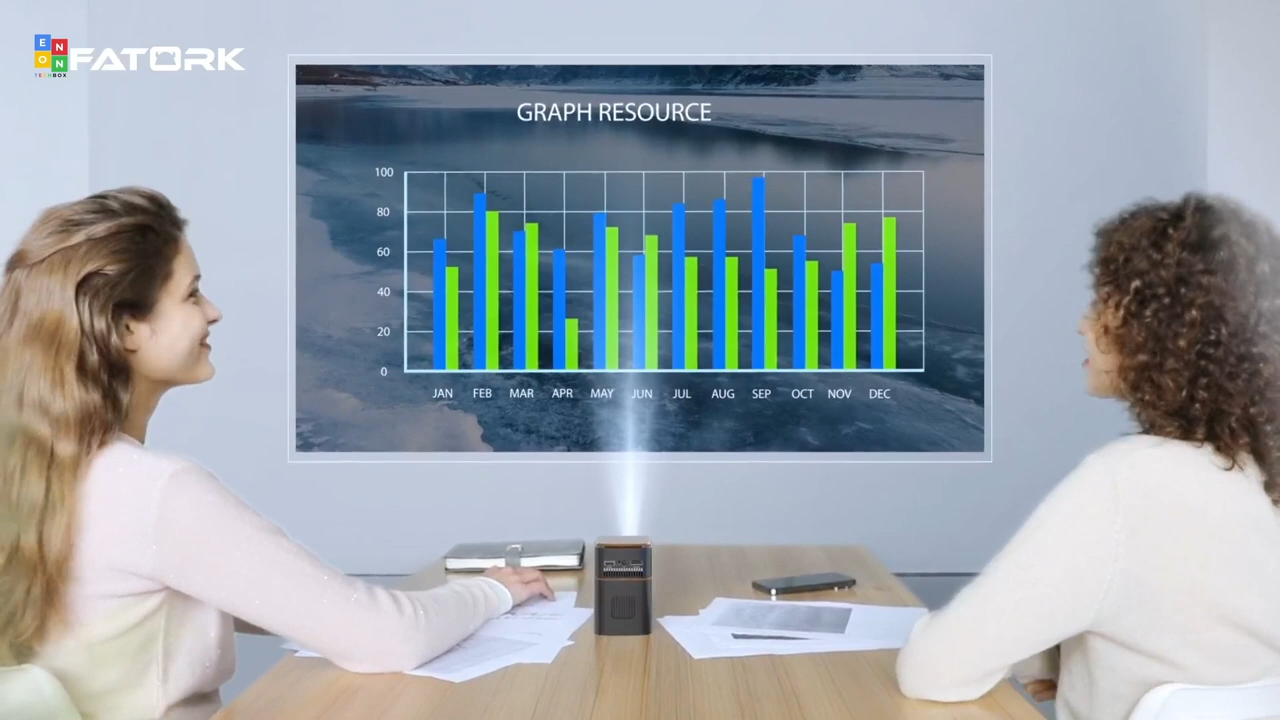 E N
O N
TECHBOX
FATORK
GRAPH RESOURCE
100
80
60
40
20
0
JAN FEB MAR APR MAY JUN JUL AUG SEP OCT NOV DEC